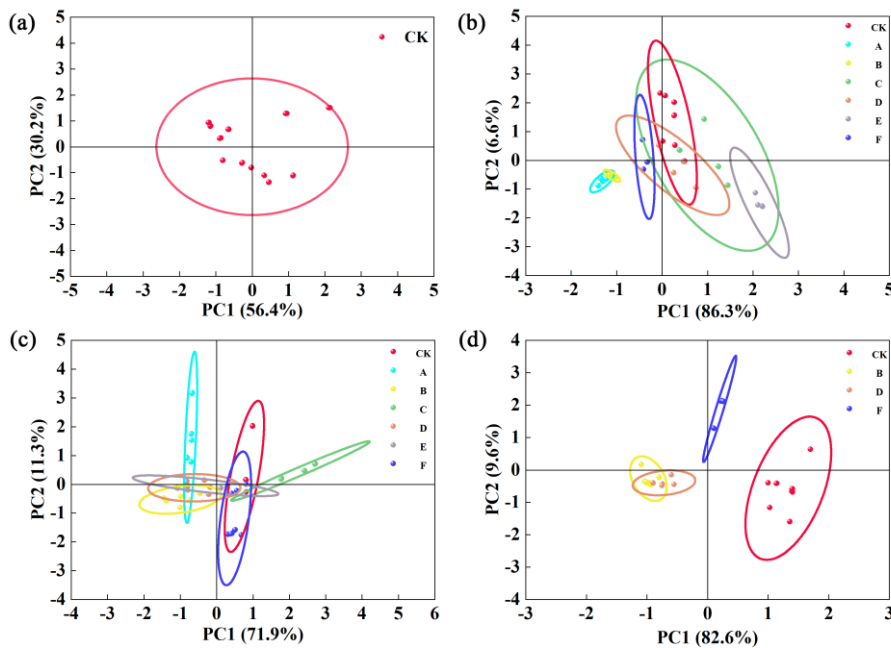 (a)
CK
5
4
3
2
1
0
-1
-2
-3
-4
-5
PC2 (30.2%)
-5 -4 -3 -2 -1 0 1 2 3 4 5
PC1 (56.4%)
(b)
CK
A
B
C
D
E
F
5
4
3
2
1
0
-1
-2
-3
-4
PC2 (6.6%)
-3 -2 -1 0 1 2 3 4 5
PC1 (86.3%)
(c)
CK
A
B
C
D
E
F
5
4
3
2
1
0
-1
-2
-3
-4
PC2 (11.3%)
-4 -3 -2 -1 0 1 2 3 4 5 6
PC1 (71.9%)
(d)
CK
B
D
F
4
3
2
1
0
-1
-2
-3
-4
PC2 (9.6%)
-3 -2 -1 0 1 2 3
PC1 (82.6%)